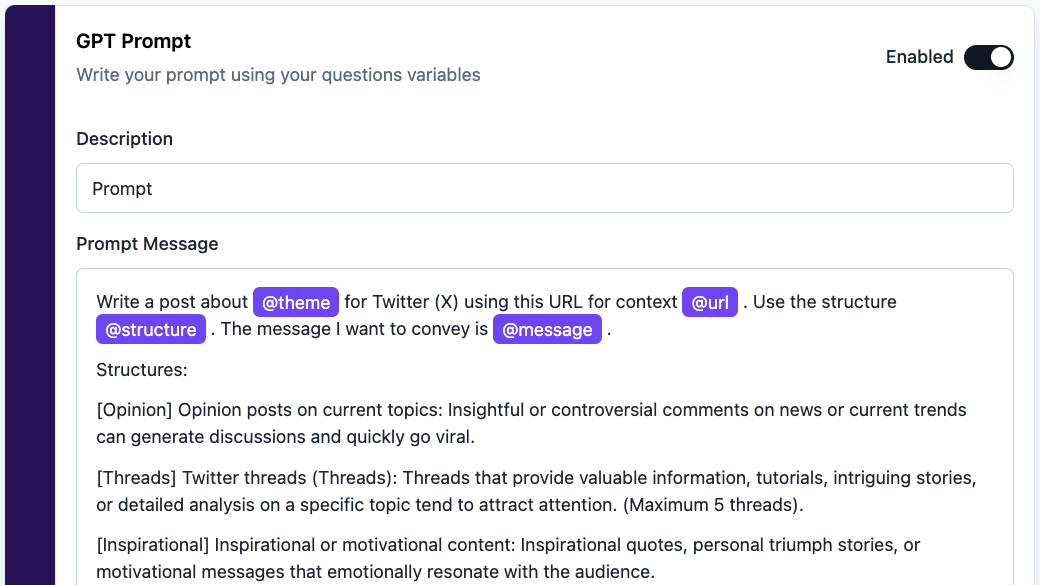 GPT Prompt
Write your prompt using your questions variables
Enabled
Description
Prompt
Prompt Message
Write a post about @theme for Twitter (X) using this URL for context @url . Use the structure
@structure . The message I want to convey is @message .
Structures:
[Opinion] Opinion posts on current topics: Insightful or controversial comments on news or current trends
can generate discussions and quickly go viral.
[Threads] Twitter threads (Threads): Threads that provide valuable information, tutorials, intriguing stories,
or detailed analysis on a specific topic tend to attract attention. (Maximum 5 threads).
[Inspirational] Inspirational or motivational content: Inspirational quotes, personal triumph stories, or
motivational messages that emotionally resonate with the audience.